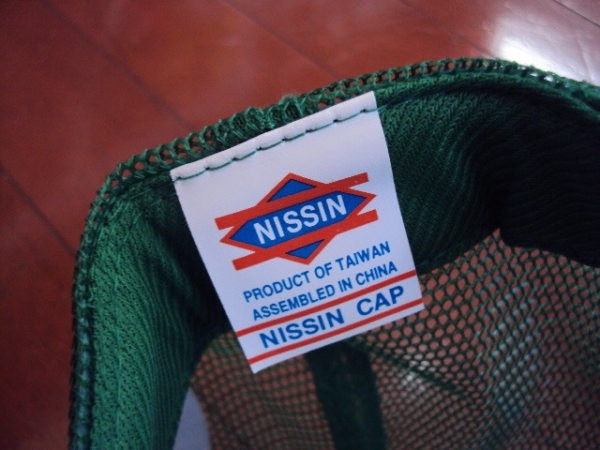 NISSIN
PRODUCT OF TAIWAN
ASSEMBLED IN CHINA
NISSIN CAP